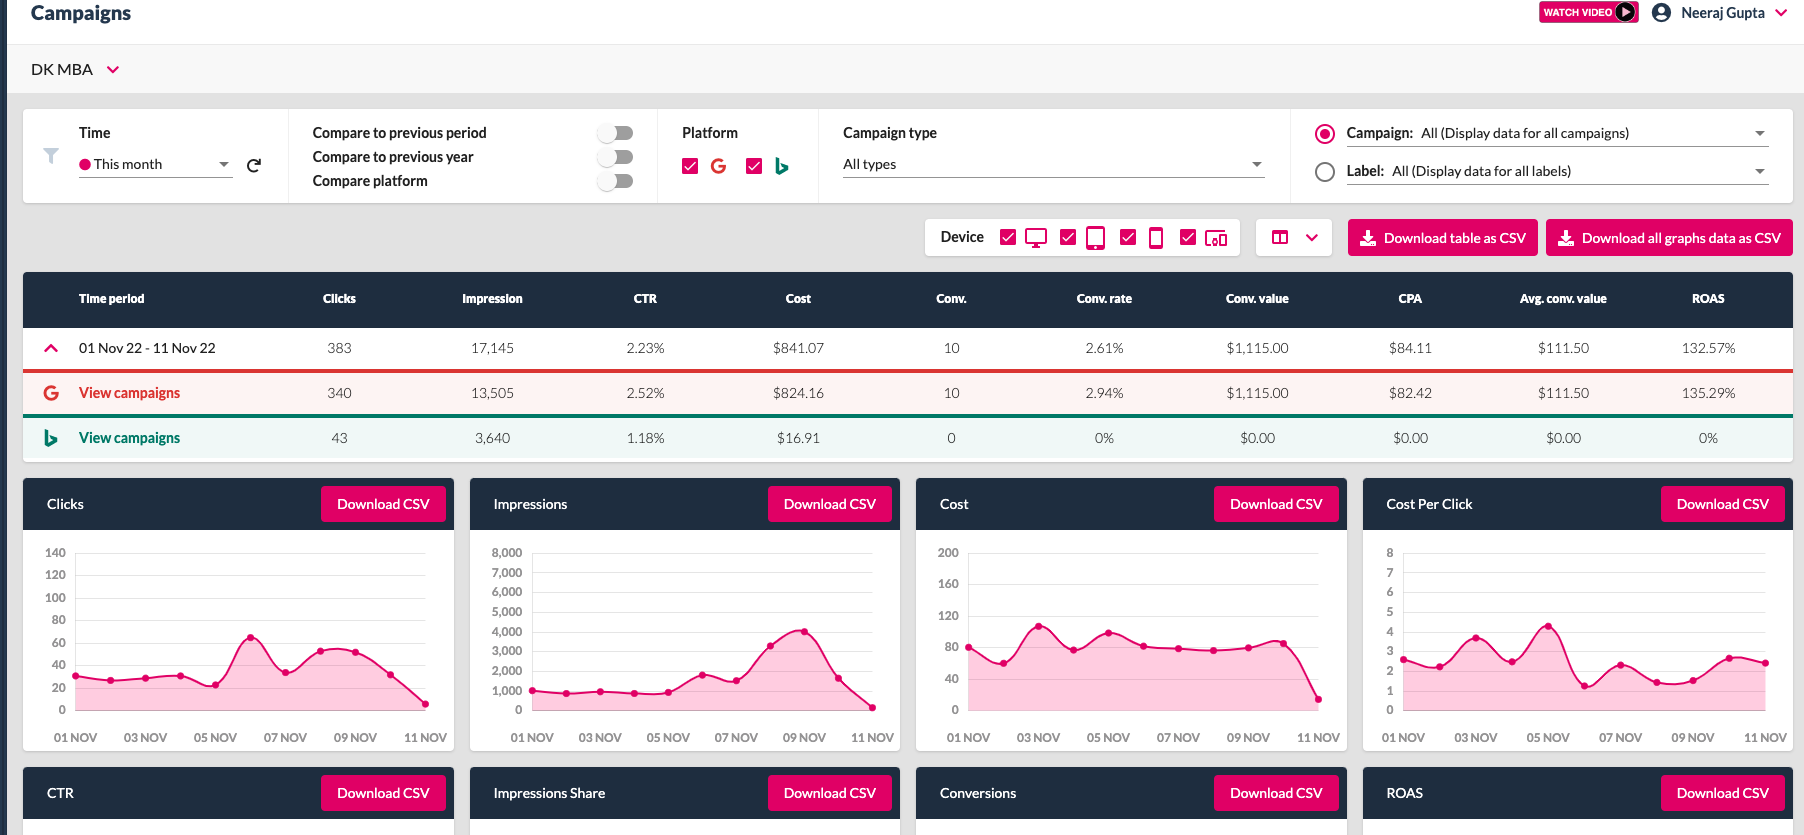 Campaigns
WATCH VIDEO
Neeraj Gupta
DK MBA
Time
This month
Compare to previous period
Compare to previous year
Compare platform
Platform
Campaign type
All types
Campaign: All (Display data for all campaigns)
Label: All (Display data for all labels)
Device
Download table as CSV
Download all graphs data as CSV
Time period Clicks Impression CTR Cost Conv. Conv. rate Conv. value CPA Avg. conv. value ROAS
01 Nov 22 - 11 Nov 22 383 17,145 2.23% $841.07 10 2.61% $1,115.00 $84.11 $111.50 132.57%
View campaigns 340 13,505 2.52% $824.16 10 2.94% $1,115.00 $82.42 $111.50 135.29%
View campaigns 43 3,640 1.18% $16.91 0 0% $0.00 $0.00 $0.00 0%
Clicks
Download CSV
140
120
100
80
60
40
20
0
01 NOV 03 NOV 05 NOV 07 NOV 09 NOV 11 NOV
Impressions
Download CSV
8,000
7,000
6,000
5,000
4,000
3,000
2,000
1,000
0
01 NOV 03 NOV 05 NOV 07 NOV 09 NOV 11 NOV
Cost
Download CSV
200
160
120
80
40
0
01 NOV 03 NOV 05 NOV 07 NOV 09 NOV 11 NOV
Cost Per Click
Download CSV
8
7
6
5
4
3
2
1
0
01 NOV 03 NOV 05 NOV 07 NOV 09 NOV 11 NOV
CTR
Download CSV
Impressions Share
Download CSV
Conversions
Download CSV
ROAS
Download CSV